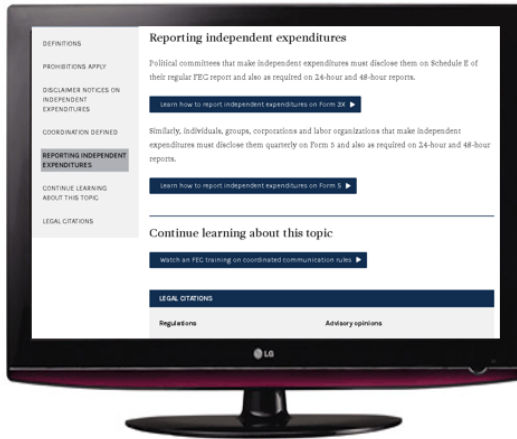 DEFINITIONS
PROHIBITIONS APPLY
DISCLAIMER NOTICES ON
INDEPENDENT
EXPENDITURES
COORDINATION DEFINED
REPORTING INDEPENDENT
EXPENDITURES
CONTINUE LEARNING
ABOUT THIS TOPIC
LEGAL CITATIONS
Reporting independent expenditures
Political committees that make independent expenditures must disclose them on Schedule E of
their regular FEC report and also as required on 24-hour and 48-hour
reports.
Learn how to report independent expenditures on Form 3X
Similarly, individuals, groups, corporations and labor organizations that make independent
expenditures must disclose them quarterly on Form 5 and also as required on 24-hour and 48-hour
reports.
Learn how to report independent expenditures on Form 5
Continue learning about this topic
Watch an FEC training on coordinated communication rules
LEGAL CITATIONS
Regulations
Advisory opinions
LG